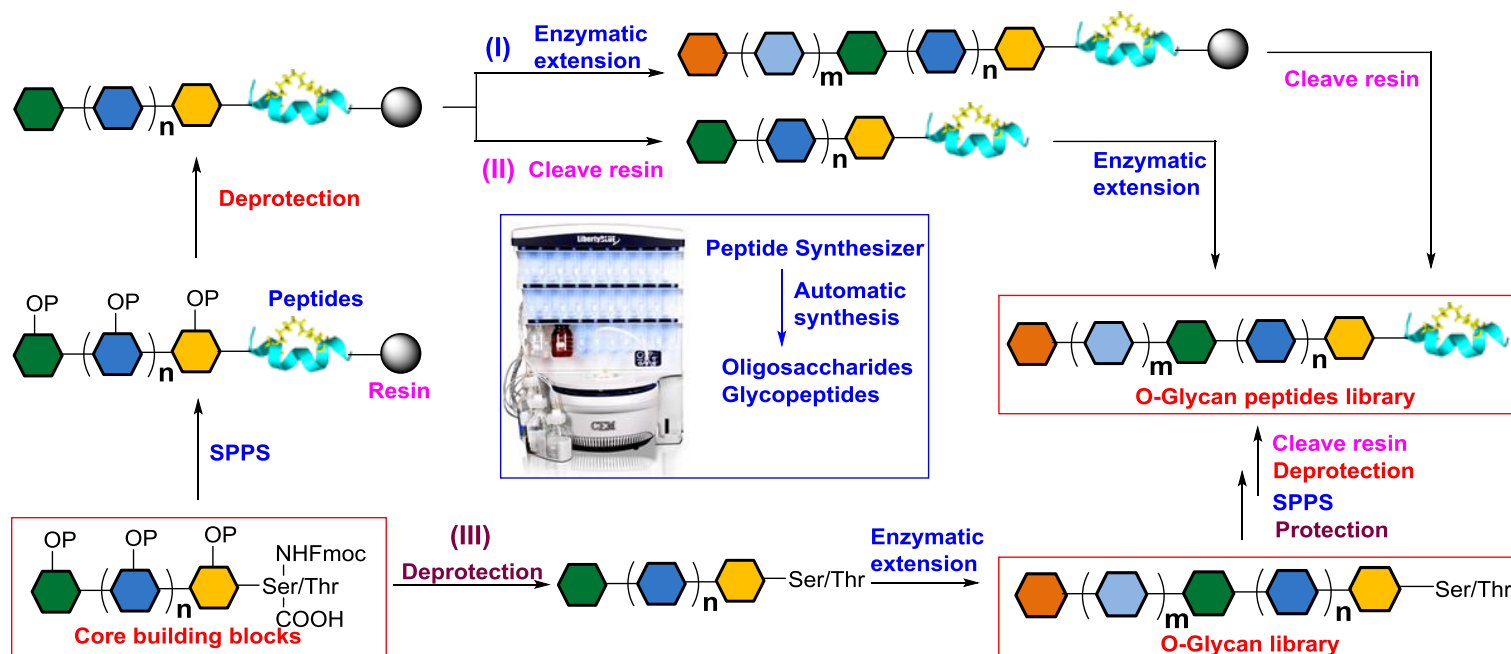 (I)
Enzymatic
extension
m
n
Cleave resin
n
(II)
Cleave resin
n
Enzymatic
extension
Deprotection
LibertyBLUE
CEM
Peptide Synthesizer
Automatic
synthesis
Oligosaccharides
Glycopeptides
OP
OP
OP
n
Peptides
Resin
m
n
O-Glycan peptides library
SPPS
Cleave resin
Deprotection
SPPS
Protection
OP
OP
OP
n
NHFmoc
Ser/Thr
COOH
Core building blocks
(III)
Deprotection
n
Ser/Thr
Enzymatic
extension
m
n
Ser/Thr
O-Glycan library